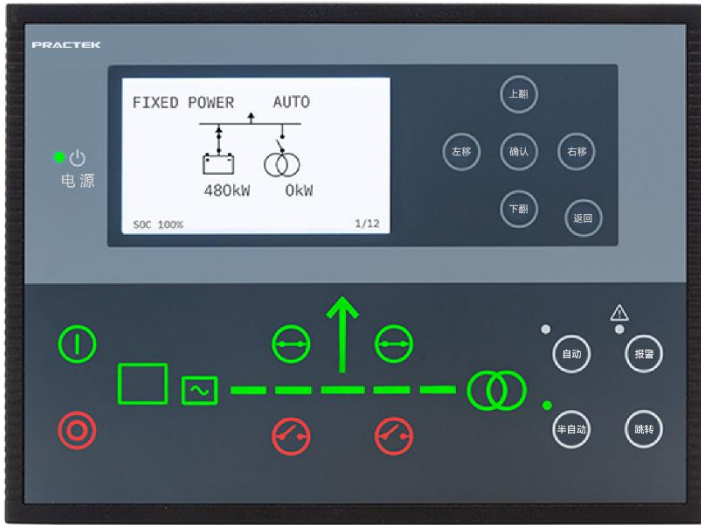 PRACTEK
FIXED POWER AUTO
480kW 0kW
SOC 100% 1/12
电源
上翻
左移 确认 右移
下翻 返回
自动 报警
半自动 跳转